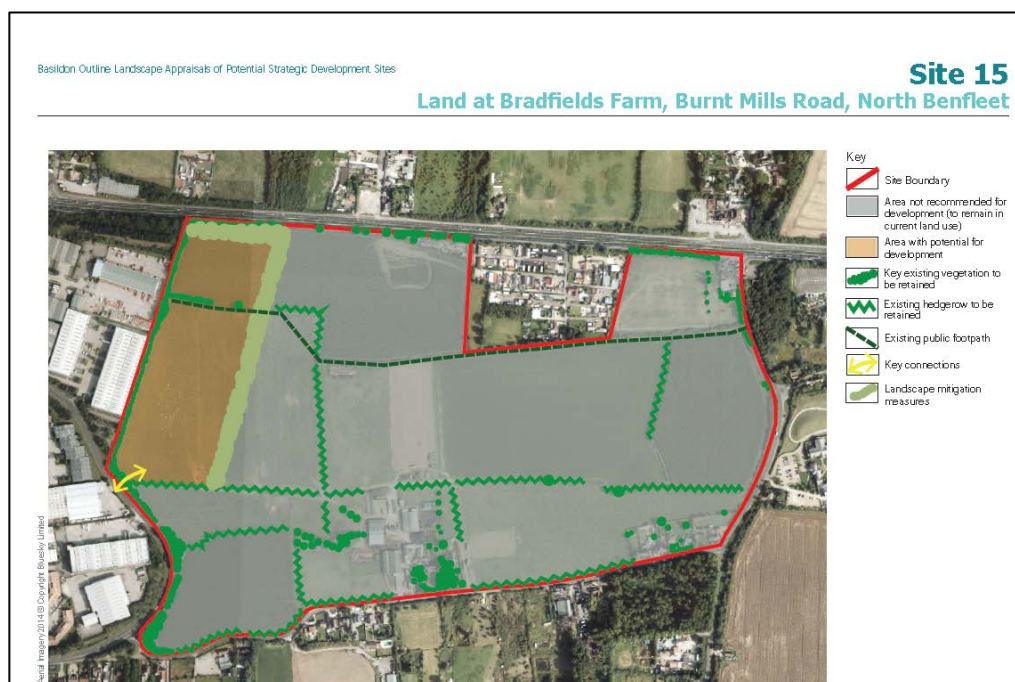 Basildon Outline Landscape Appraisals of Potential Strategic Development Sites
Site 15
Land at Bradfields Farm, Burnt Mills Road, North Benfleet
Key
Site Boundary
Area not recommended for
development (to remain in
current land use)
Area with potential for
development
Key existing vegetation to
be retained
Existing hedgerow to be
retained
Existing public footpath
Key connections
Landscape mitigation
measures
Aerial Imagery 2014 © Copyright Bluesky Limited